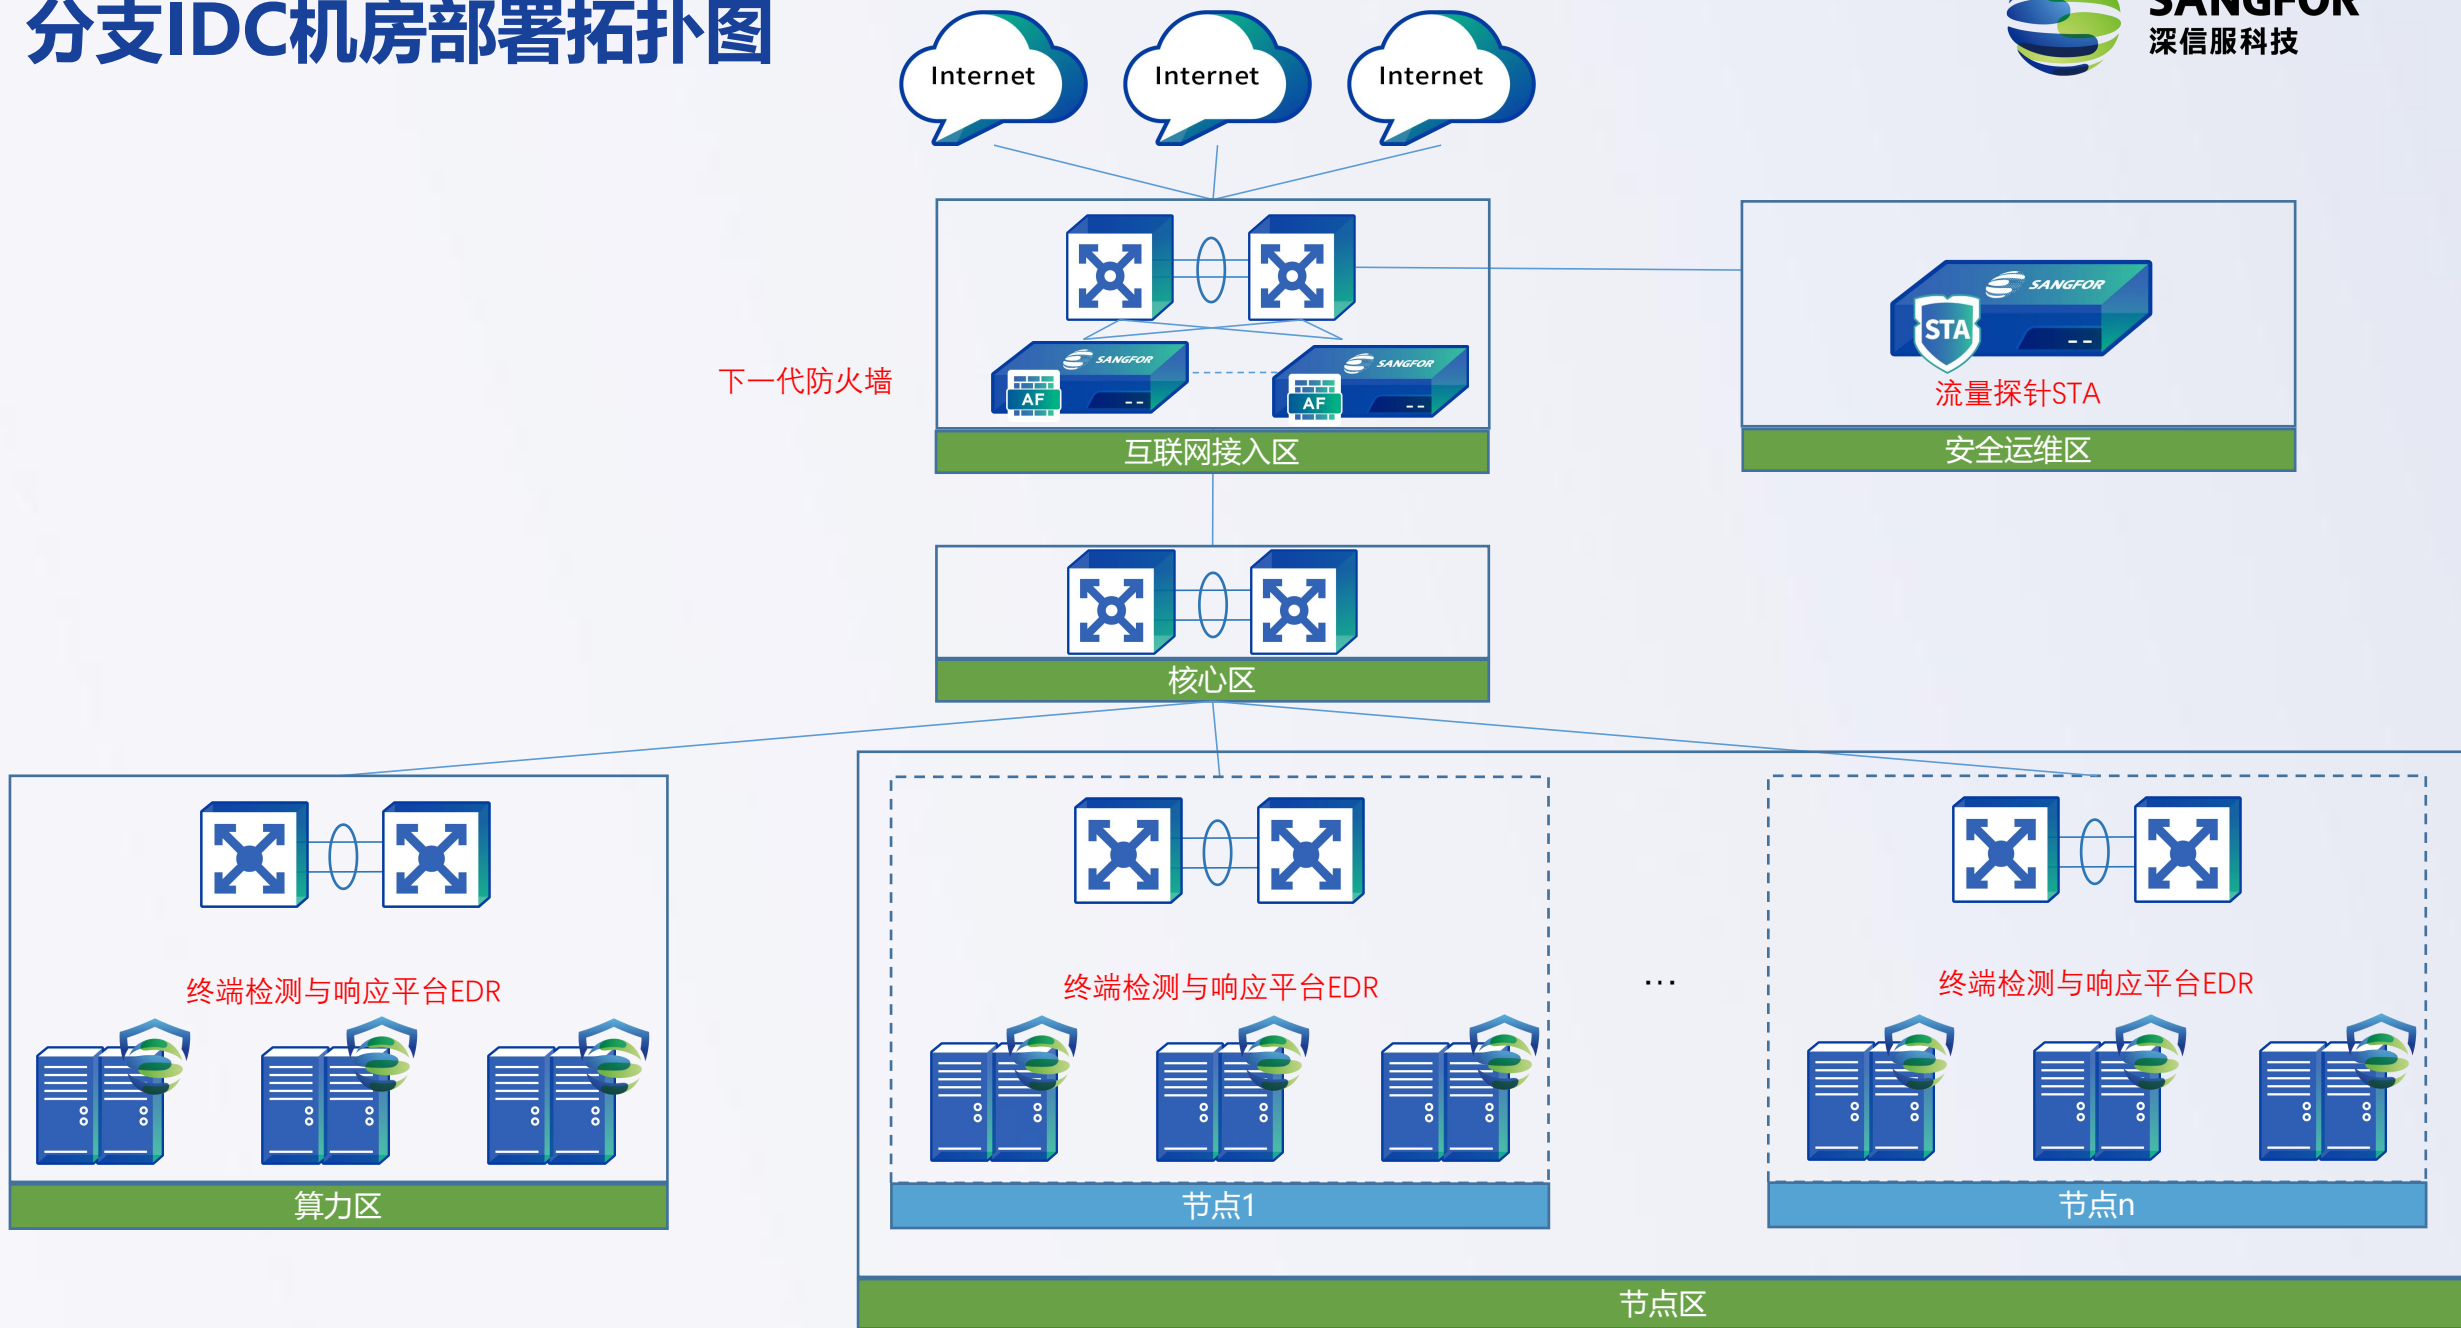 分支IDC机房部署拓扑图
SANGFOR
深信服科技
Internet
Internet
Internet
SANGFOR
STA
流量探针STA
安全运维区
下一代防火墙
SANGFOR
AF
SANGFOR
AF
互联网接入区
核心区
终端检测与响应平台EDR
算力区
终端检测与响应平台EDR
节点1
...
终端检测与响应平台EDR
节点n
节点区